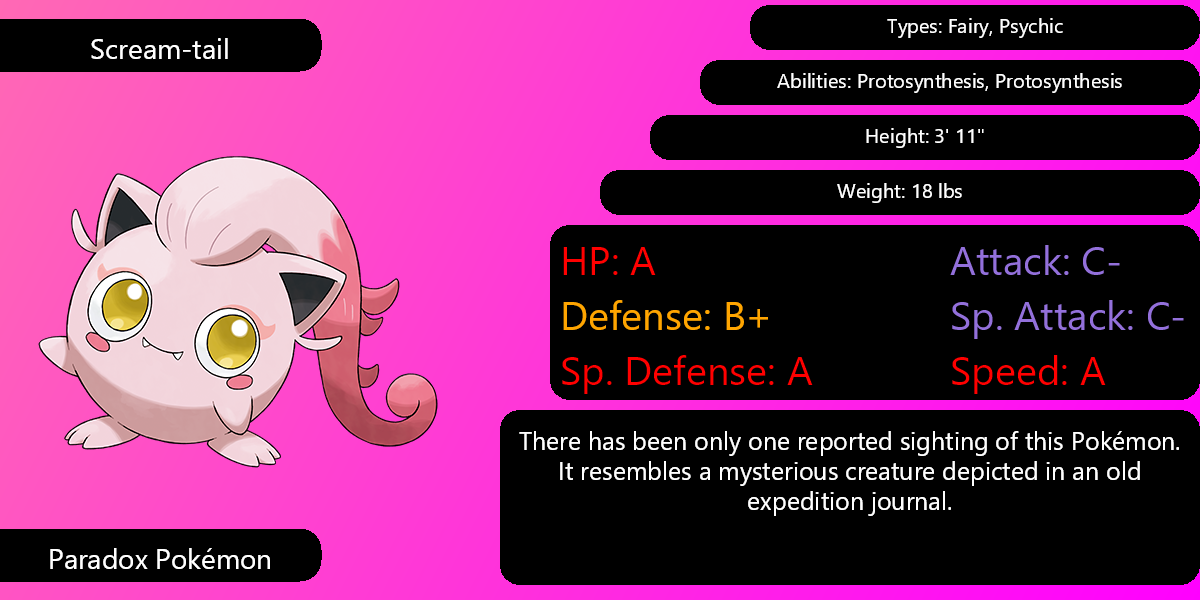 Scream-tail
Types: Fairy, Psychic
Abilities: Protosynthesis, Protosynthesis
Height: 3' 11"
Weight: 18 lbs
HP: A
Attack: C-
Defense: B+
Sp. Attack: C-
Sp. Defense: A
Speed: A
There has been only one reported sighting of this Pokémon.
It resembles a mysterious creature depicted in an old
expedition journal.
Paradox Pokémon